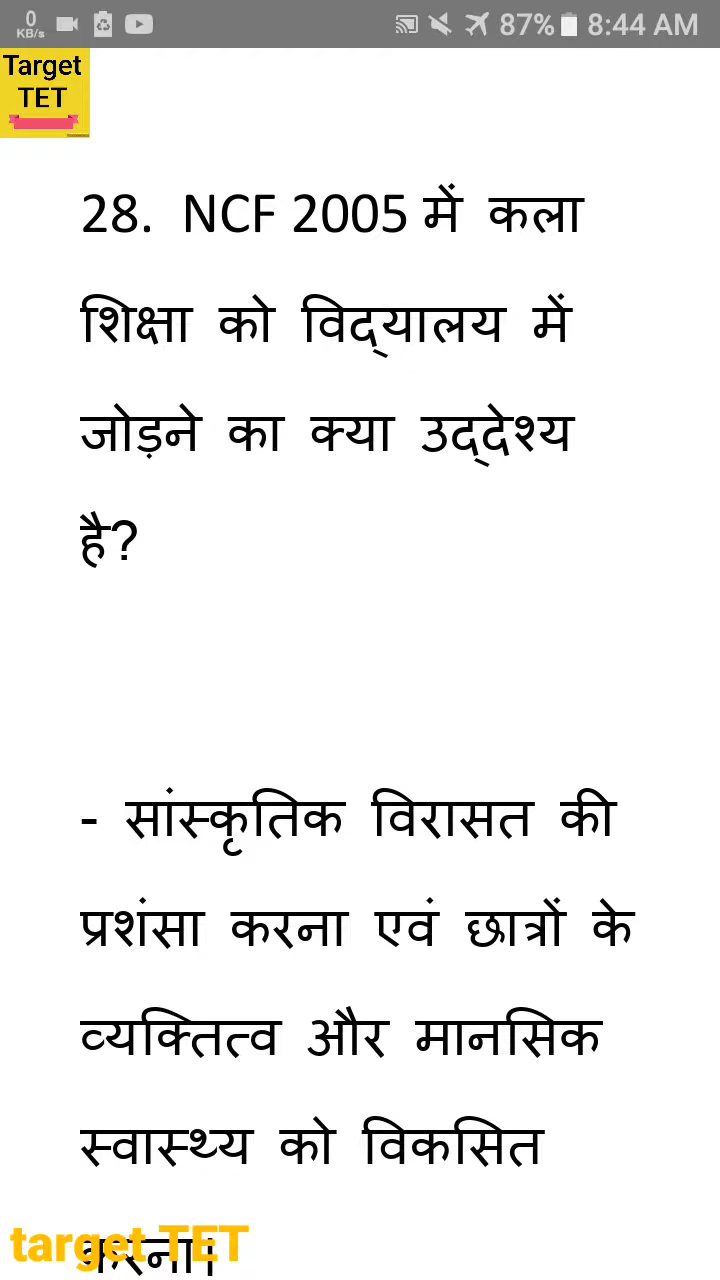 0
KB/s
87% 8:44 AM
Target
TET
28. NCF 2005 में कला
शिक्षा को विद्यालय में
जोड़ने का क्या उद्देश्य
है?
- सांस्कृतिक विरासत की
प्रशंसा करना एवं छात्रों के
व्यक्तित्व और मानसिक
स्वास्थ्य को विकसित
करना।
target TET